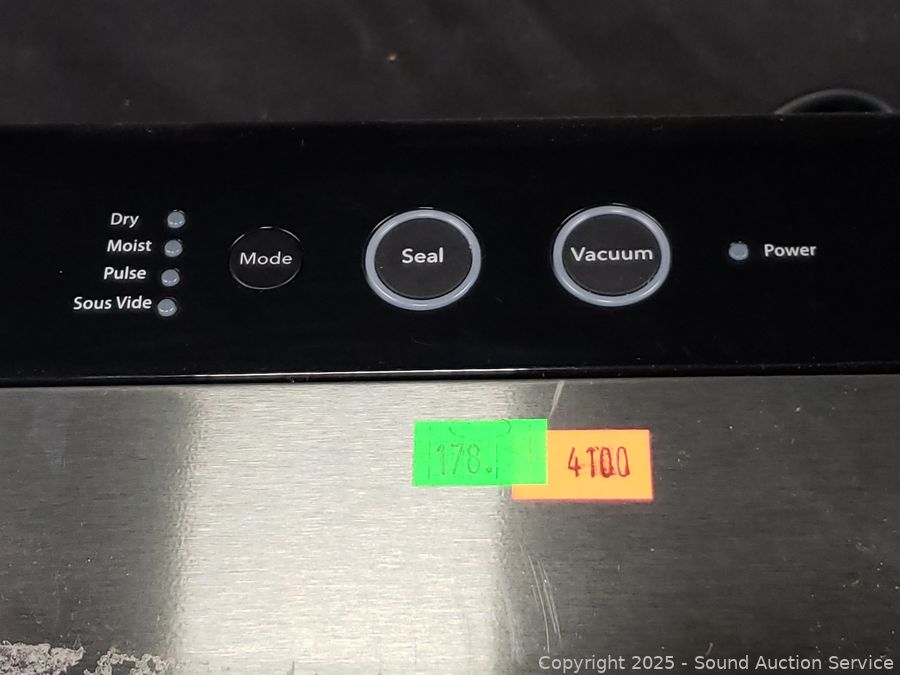 Dry
Moist
Pulse
Sous Vide
Mode
Seal
Vacuum
Power
178.
4100
Copyright 2025 - Sound Auction Service